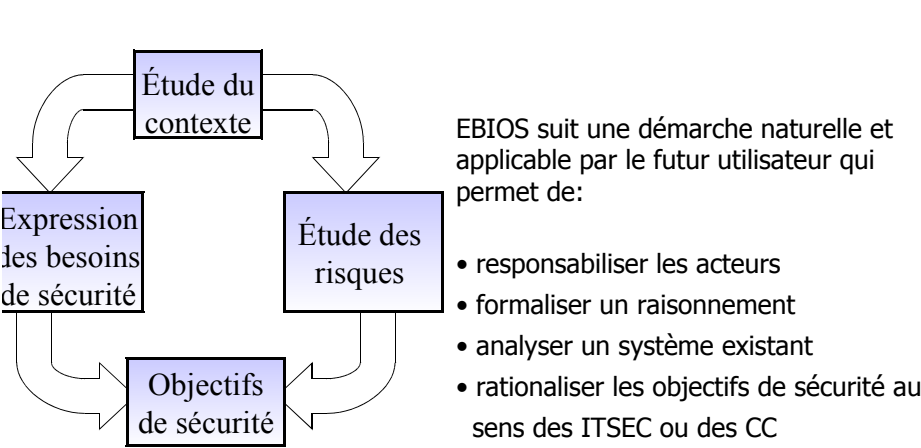 Étude du
contexte
Expression
des besoins
de sécurité
Étude des
risques
Objectifs
de sécurité
EBIOS suit une démarche naturelle et
applicable par le futur utilisateur qui
permet de:
• responsabiliser les acteurs
• formaliser un raisonnement
• analyser un système existant
• rationaliser les objectifs de sécurité au
sens des ITSEC ou des CC